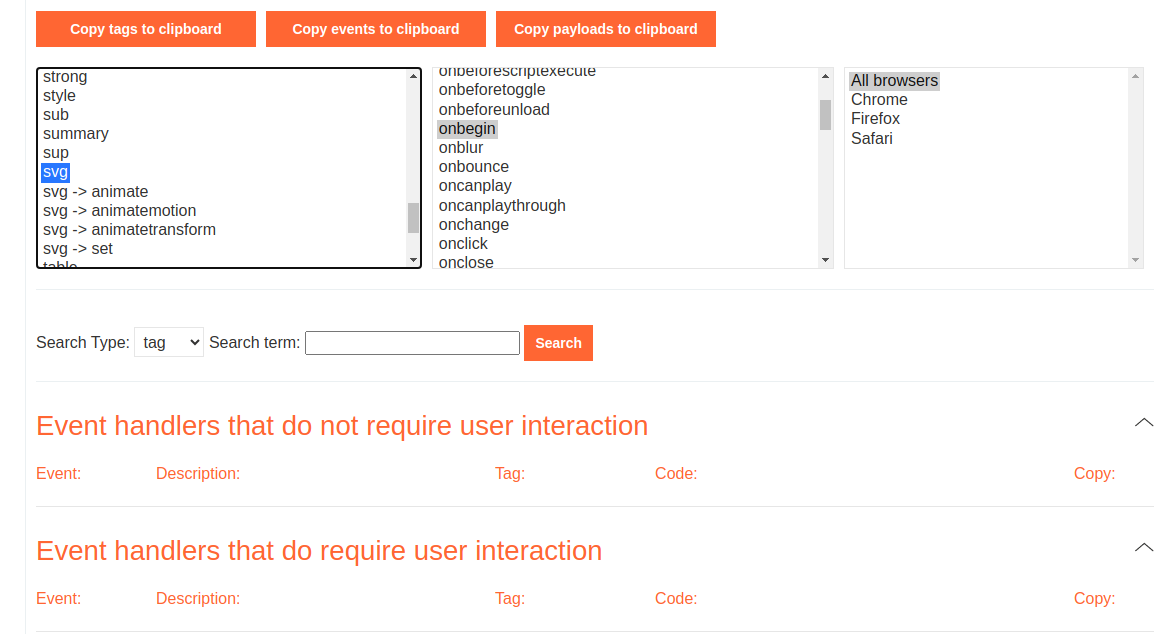 Copy tags to clipboard Copy events to clipboard Copy payloads to clipboard
strong
style
sub
summary
sup
svg
svg -> animate
svg -> animatemotion
svg -> animatetransform
svg -> set
table
onbeforescriptexecute
onbeforetoggle
onbeforeunload
onbegin
onblur
onbounce
oncanplay
oncanplaythrough
onchange
onclick
onclose
All browsers
Chrome
Firefox
Safari
Search Type: tag Search term: Search
Event handlers that do not require user interaction
Event: Description: Tag: Code: Copy:
Event handlers that do require user interaction
Event: Description: Tag: Code: Copy: